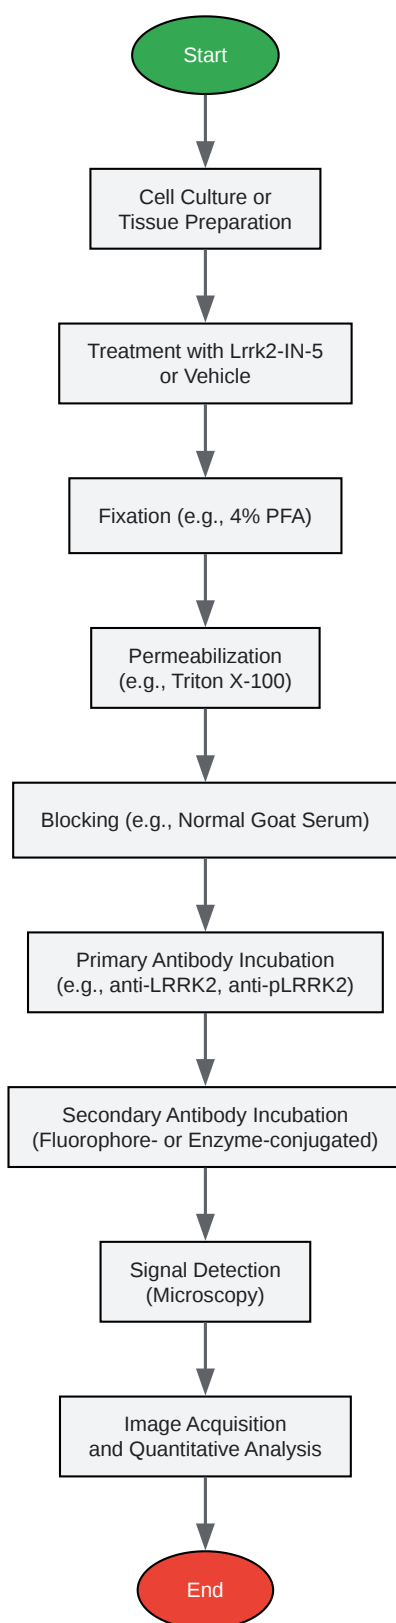 Start
Cell Culture or
Tissue Preparation
Treatment with Lrrk2-IN-5
or Vehicle
Fixation (e.g., 4% PFA)
Permeabilization
(e.g., Triton X-100)
Blocking (e.g., Normal Goat Serum)
Primary Antibody Incubation
(e.g., anti-LRRK2, anti-pLRRK2)
Secondary Antibody Incubation
(Fluorophore- or Enzyme-conjugated)
Signal Detection
(Microscopy)
Image Acquisition
and Quantitative Analysis
End